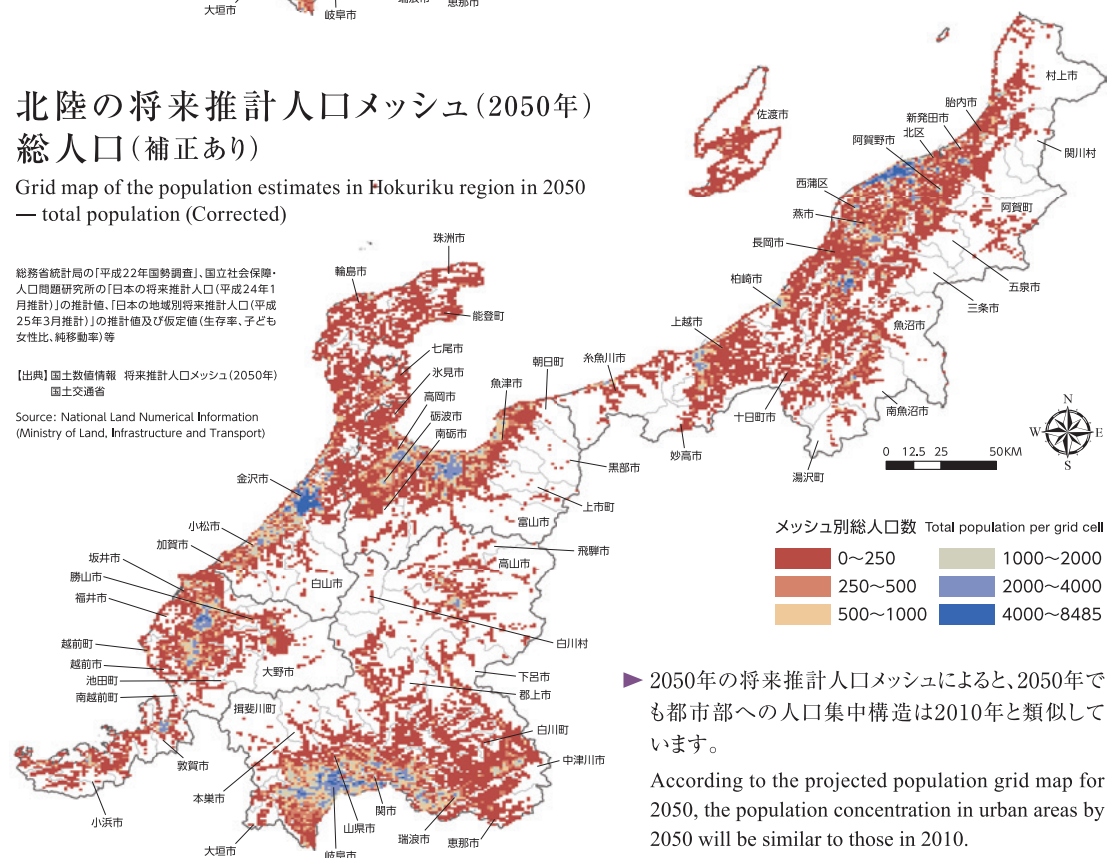 大垣市
岐阜市
瑞浪市
恵那市
北陸の将来推計人口メッシュ(2050年)
総人口(補正あり)
Grid map of the population estimates in Hokuriku region in 2050
— total population (Corrected)
総務省統計局の「平成22年国勢調査」、国立社会保障・
人口問題研究所の「日本の将来推計人口(平成24年1
月推計)」の推計値、「日本の地域別将来推計人口(平成
25年3月推計)」の推計値及び仮定値(生存率、子ども
女性比、純移動率)等
【出典】国土数値情報 将来推計人口メッシュ(2050年)
国土交通省
Source: National Land Numerical Information
(Ministry of Land, Infrastructure and Transport)
村上市
胎内市
新発田市
北区
阿賀野市
関川村
佐渡市
西蒲区
阿賀町
燕市
長岡市
五泉市
柏崎市
三条市
魚沼市
上越市
糸魚川市
朝日町
魚津市
南魚沼市
十日町市
妙高市
湯沢町
珠洲市
輪島市
能登町
七尾市
氷見市
高岡市
砺波市
南砺市
黒部市
上市町
富山市
金沢市
小松市
加賀市
坂井市
勝山市
福井市
白山市
飛騨市
高山市
白川村
越前町
越前市
池田町
南越前町
大野市
下呂市
郡上市
揖斐川町
白川町
中津川市
敦賀市
小浜市
本巣市
大垣市
岐阜市
山県市
関市
瑞浪市
恵那市
N
W E
S
0 12.5 25 50KM
メッシュ別総人口数 Total population per grid cell
0〜250 1000〜2000
250〜500 2000〜4000
500〜1000 4000〜8485
▶ 2050年の将来推計人口メッシュによると、2050年で
も都市部への人口集中構造は2010年と類似して
います。
According to the projected population grid map for
2050, the population concentration in urban areas by
2050 will be similar to those in 2010.